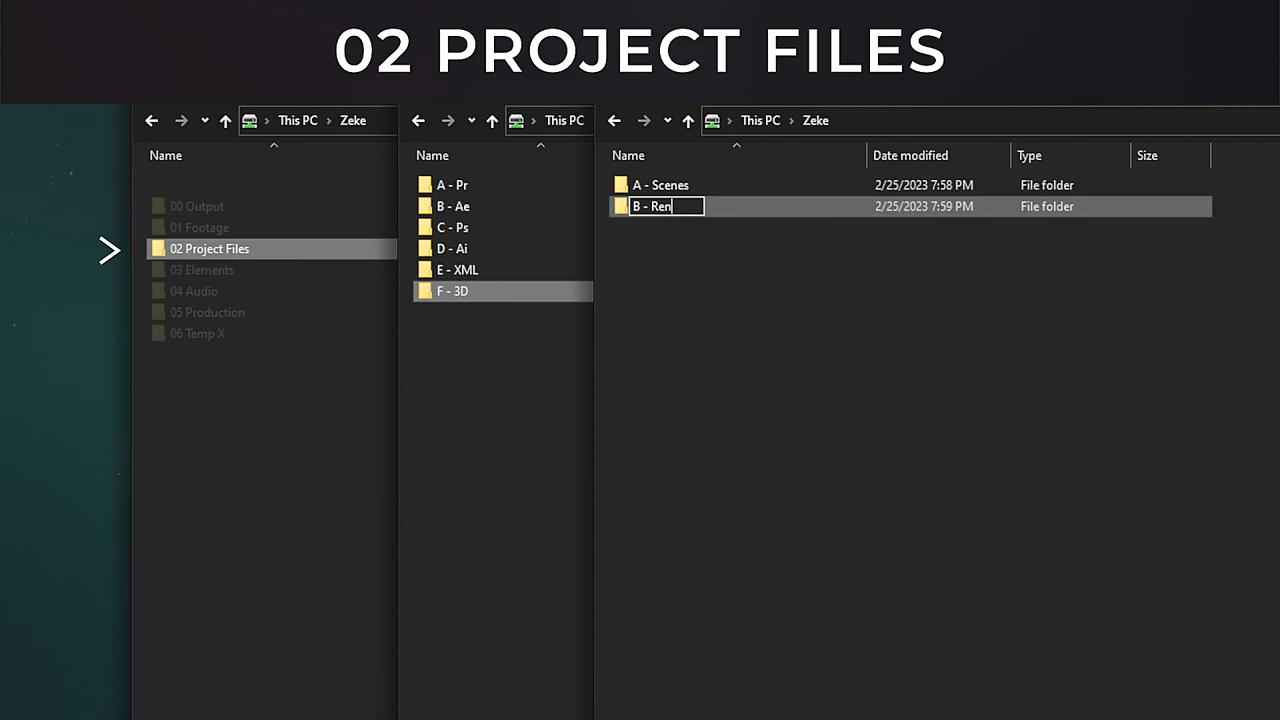 02 PROJECT FILES
This PC > Zeke
Name
00 Output
01 Footage
02 Project Files
03 Elements
04 Audio
05 Production
06 Temp X
This PC
Name
A - Pr
B - Ae
C - Ps
D - Ai
E - XML
F - 3D
This PC > Zeke
Name Date modified Type Size
A - Scenes 2/25/2023 7:58 PM File folder
B - Ren 2/25/2023 7:59 PM File folder